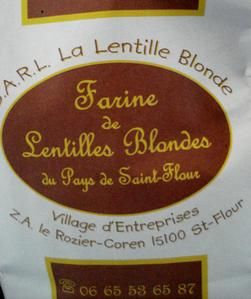 S.A.R.L. La Lentille Blonde
Farine
de
Lentilles Blondes
du Pays de Saint-Flour
Village d'Entreprises
Z.A. le Rozier-Coren 15100 St-Flour
☎ 06 65 53 65 87